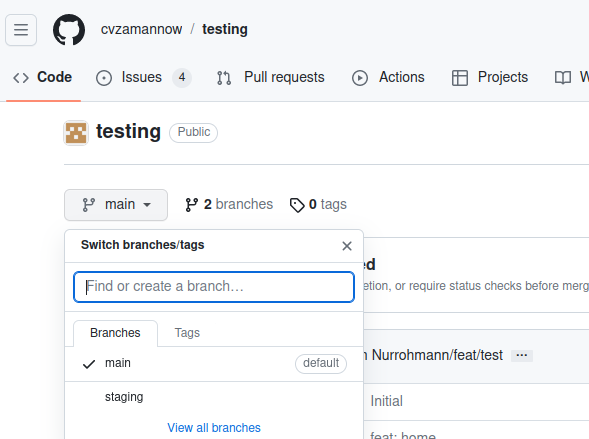 cvzamannow / testing
Code Issues 4 Pull requests Actions Projects
testing Public
main 2 branches 0 tags
Switch branches/tags
ed
Find or create a branch...
etion, or require status checks before merg
Branches Tags
Nurrohmann/feat/test ...
main default
Initial
staging
View all branches
feat: home